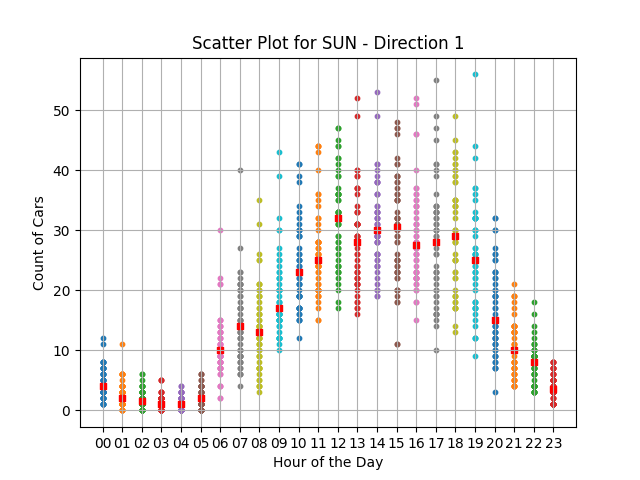 Scatter Plot for SUN - Direction 1
Count of Cars
50
40
30
20
10
0
00 01 02 03 04 05 06 07 08 09 10 11 12 13 14 15 16 17 18 19 20 21 22 23
Hour of the Day